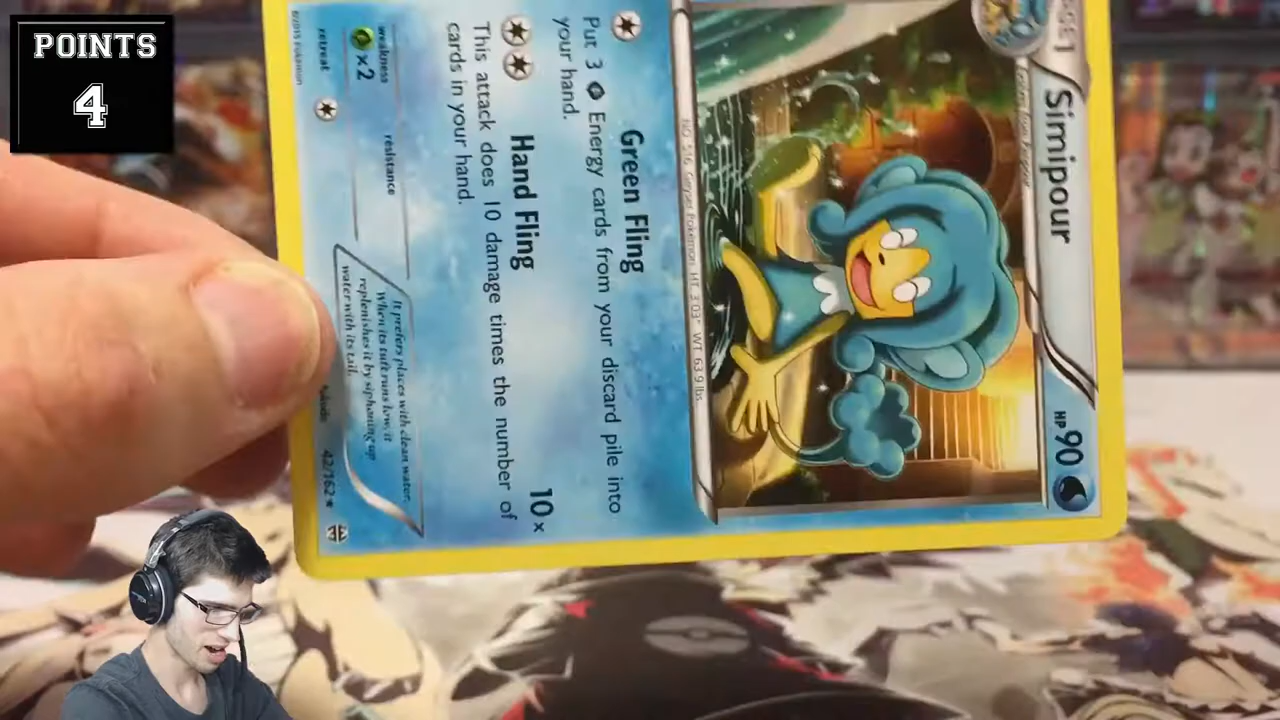 POINTS
4
Simipour
HP 90
NO. 516 Geyser Pokémon HT: 3'03" WT: 63.9 lbs.
Green Fling
Put 3 Energy cards from your discard pile into
your hand.
Hand Fling 10×
This attack does 10 damage times the number of
cards in your hand.
weakness
×2
resistance
retreat
It prefers places with clean water.
When its tuft runs low, it
replenishes it by siphoning up
water with its tail.
42/162
©2015 Pokémon